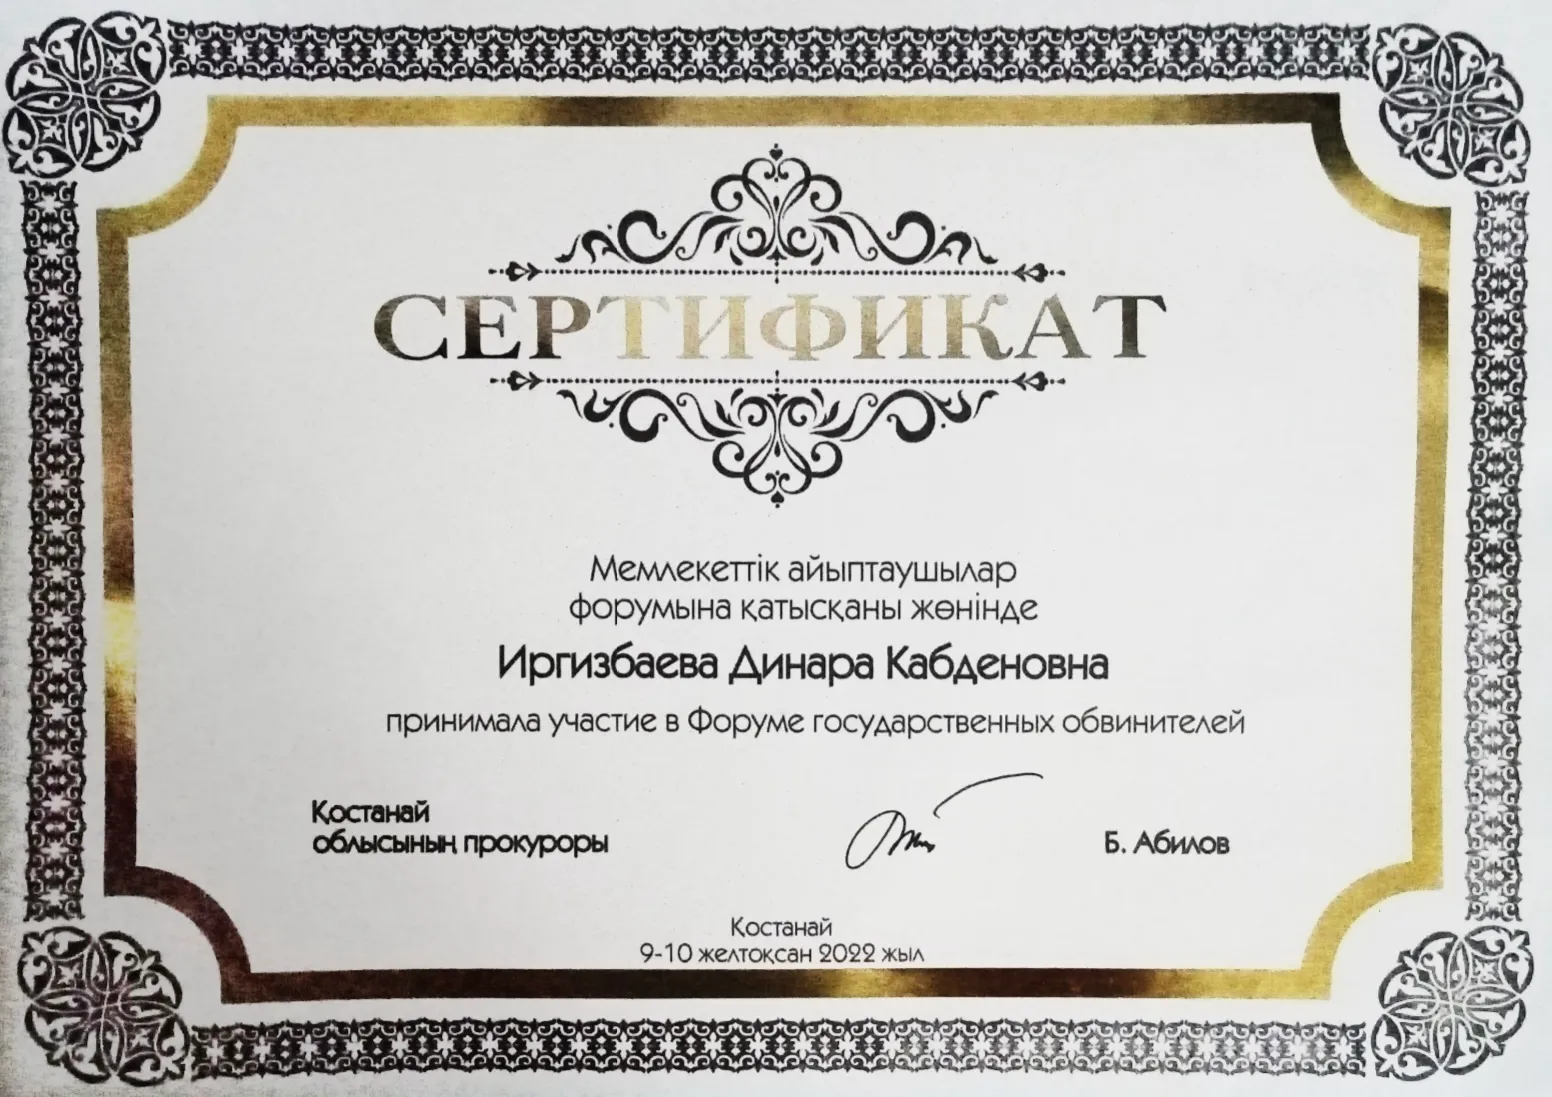 СЕРТИФИКАТ
Мемлекеттік айыптаушылар
форумына қатысқаны жөнінде
Иргизбаева Динара Кабденовна
принимала участие в Форуме государственных обвинителей
Қостанай
облысының прокуроры
Б. Абилов
Қостанай
9-10 желтоқсан 2022 жыл